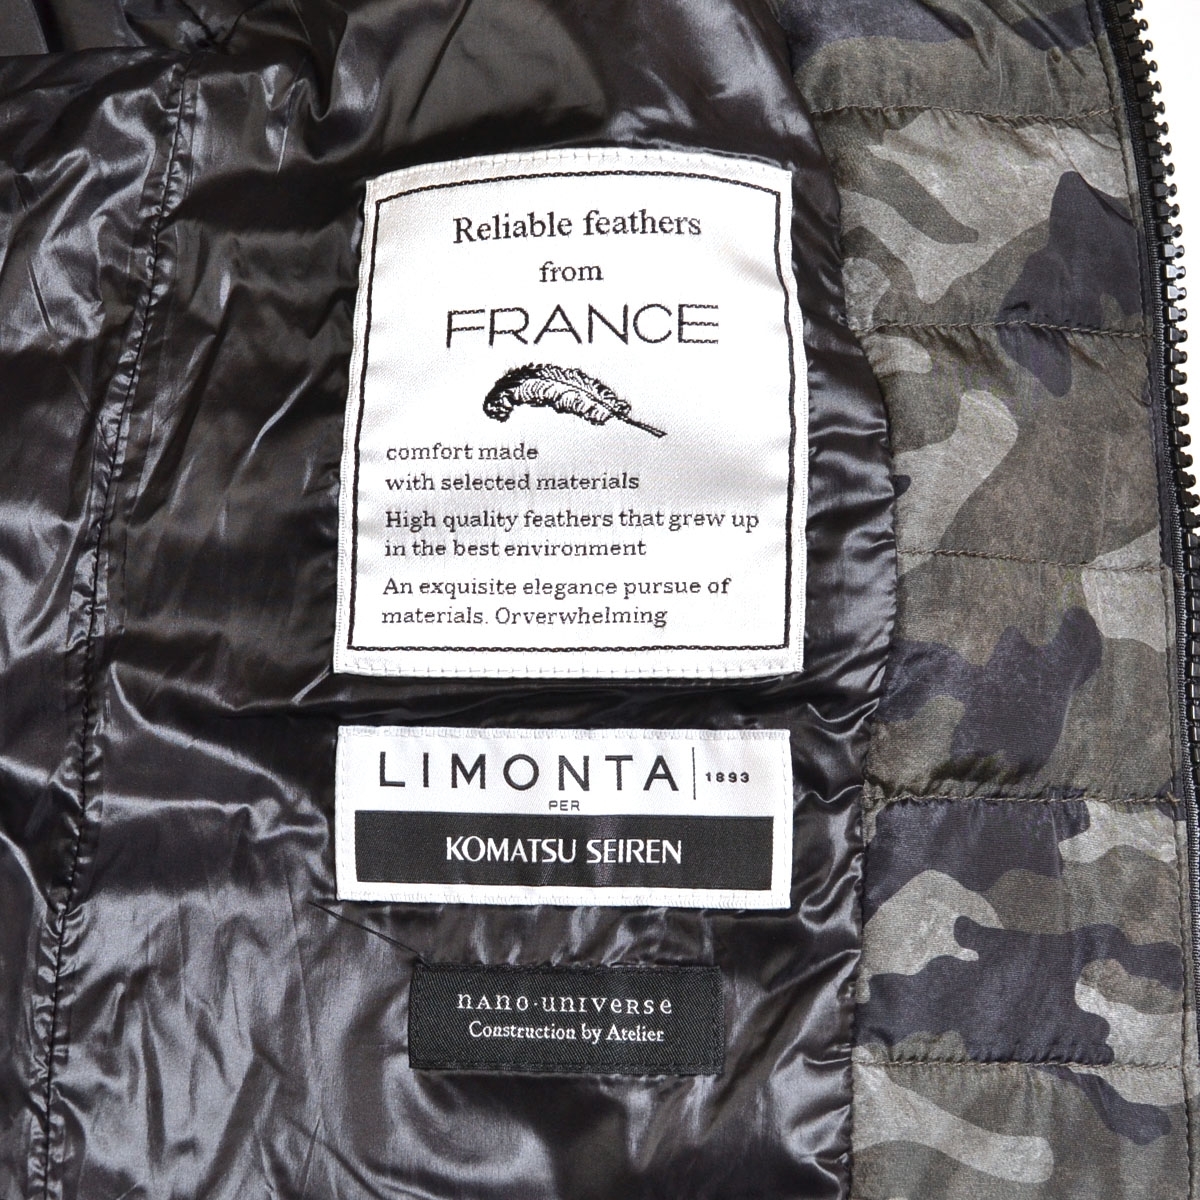 Reliable feathers
from
FRANCE
comfort made
with selected materials
High quality feathers that grew up
in the best environment
An exquisite elegance pursue of
materials. Orverwhelming
LIMONTA 1893
PER
KOMATSU SEIREN
nano·universe
Construction by Atelier